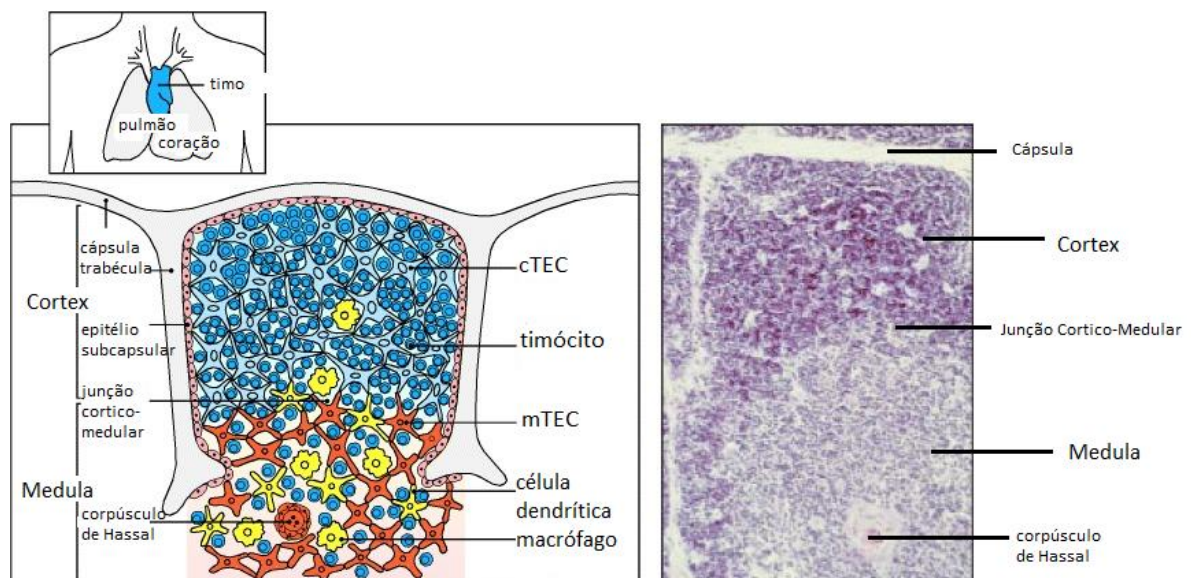 timo
pulmão
coração
cápsula
trabécula
Cortex
epitélio
subcapsular
junção
cortico-
medular
Medula
corpúsculo
de Hassal
cTEC
timócito
mTEC
célula
dendrítica
macrófago
Cápsula
Cortex
Junção Cortico-Medular
Medula
corpúsculo
de Hassal